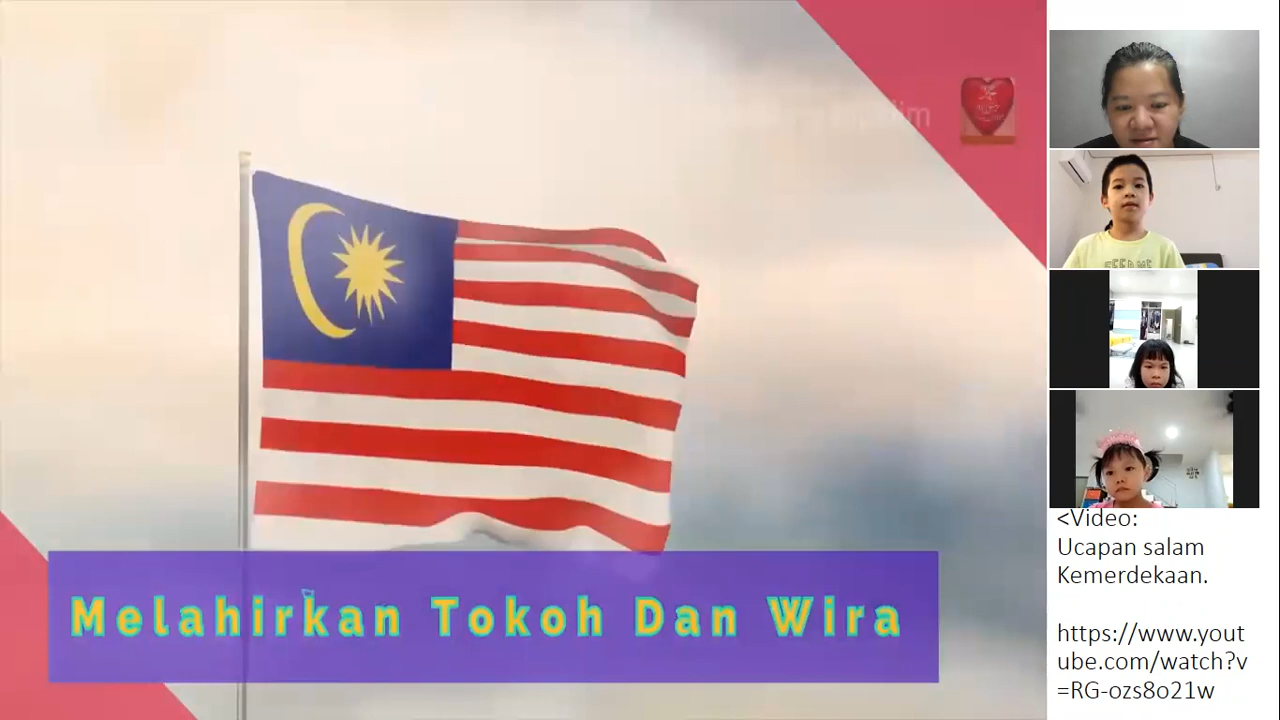 Melahirkan Tokoh Dan Wira
<Video:
Ucapan salam
Kemerdekaan.
https://www.yout
ube.com/watch?v
=RG-ozs8o21w